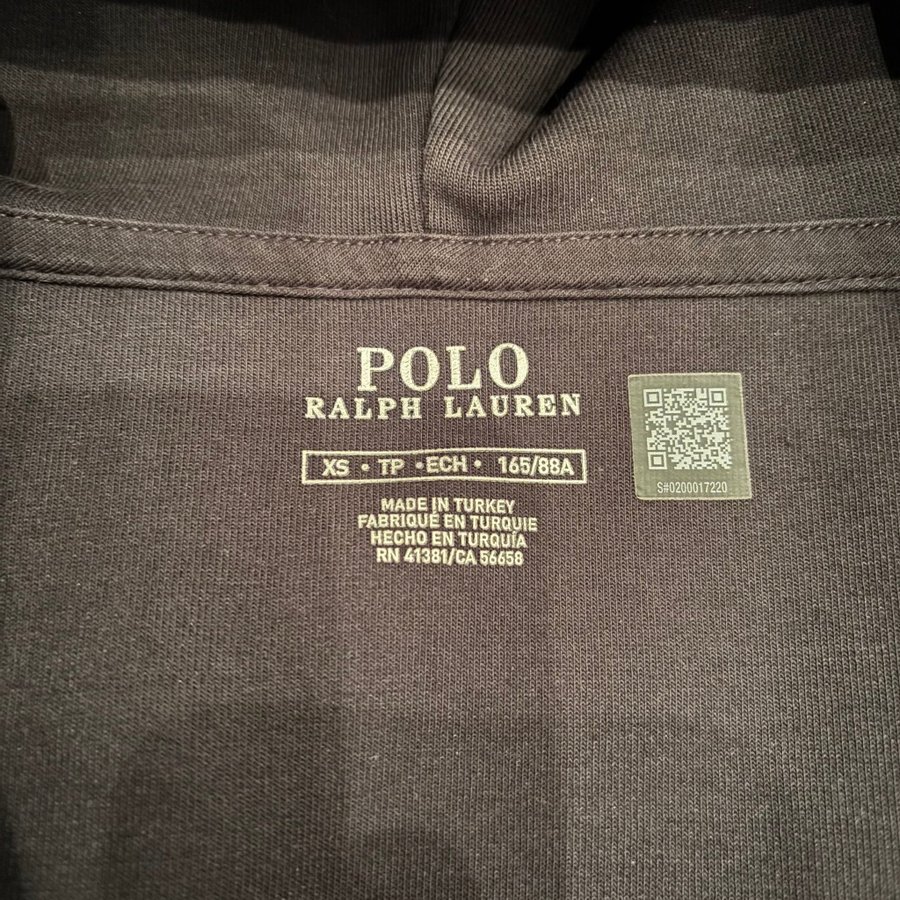 POLO
RALPH LAUREN
XS • TP • ECH • 165/88A
MADE IN TURKEY
FABRIQUÉ EN TURQUIE
HECHO EN TURQUÍA
RN 41381/CA 56658
S#0200017220